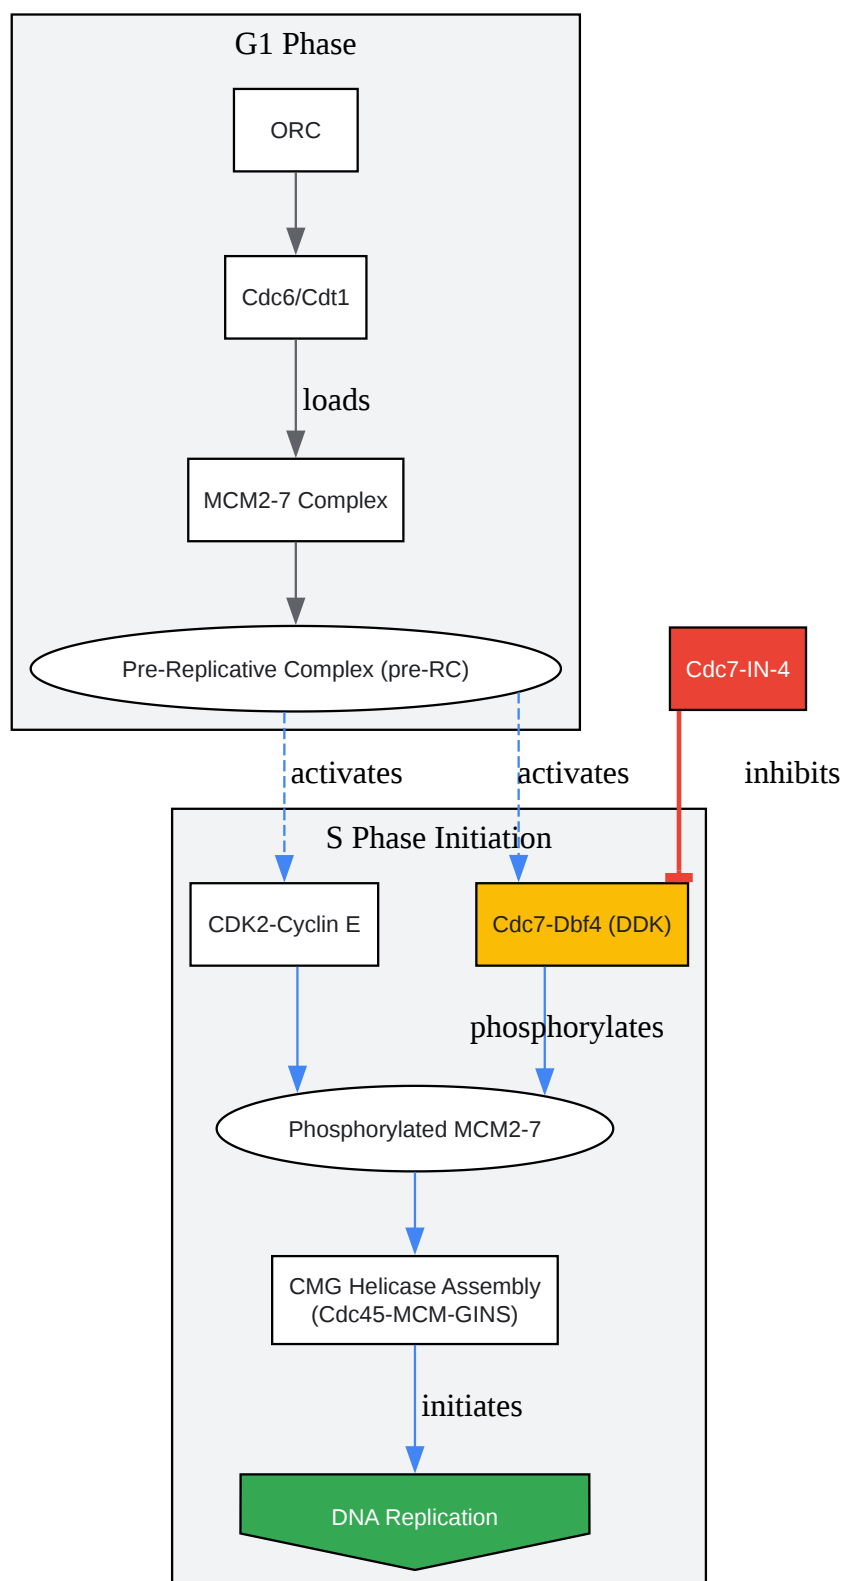 G1 Phase
ORC
Cdc6/Cdt1
loads
MCM2-7 Complex
Pre-Replicative Complex (pre-RC)
Cdc7-IN-4
activates
activates
inhibits
S Phase Initiation
CDK2-Cyclin E
Cdc7-Dbf4 (DDK)
phosphorylates
Phosphorylated MCM2-7
CMG Helicase Assembly
(Cdc45-MCM-GINS)
initiates
DNA Replication